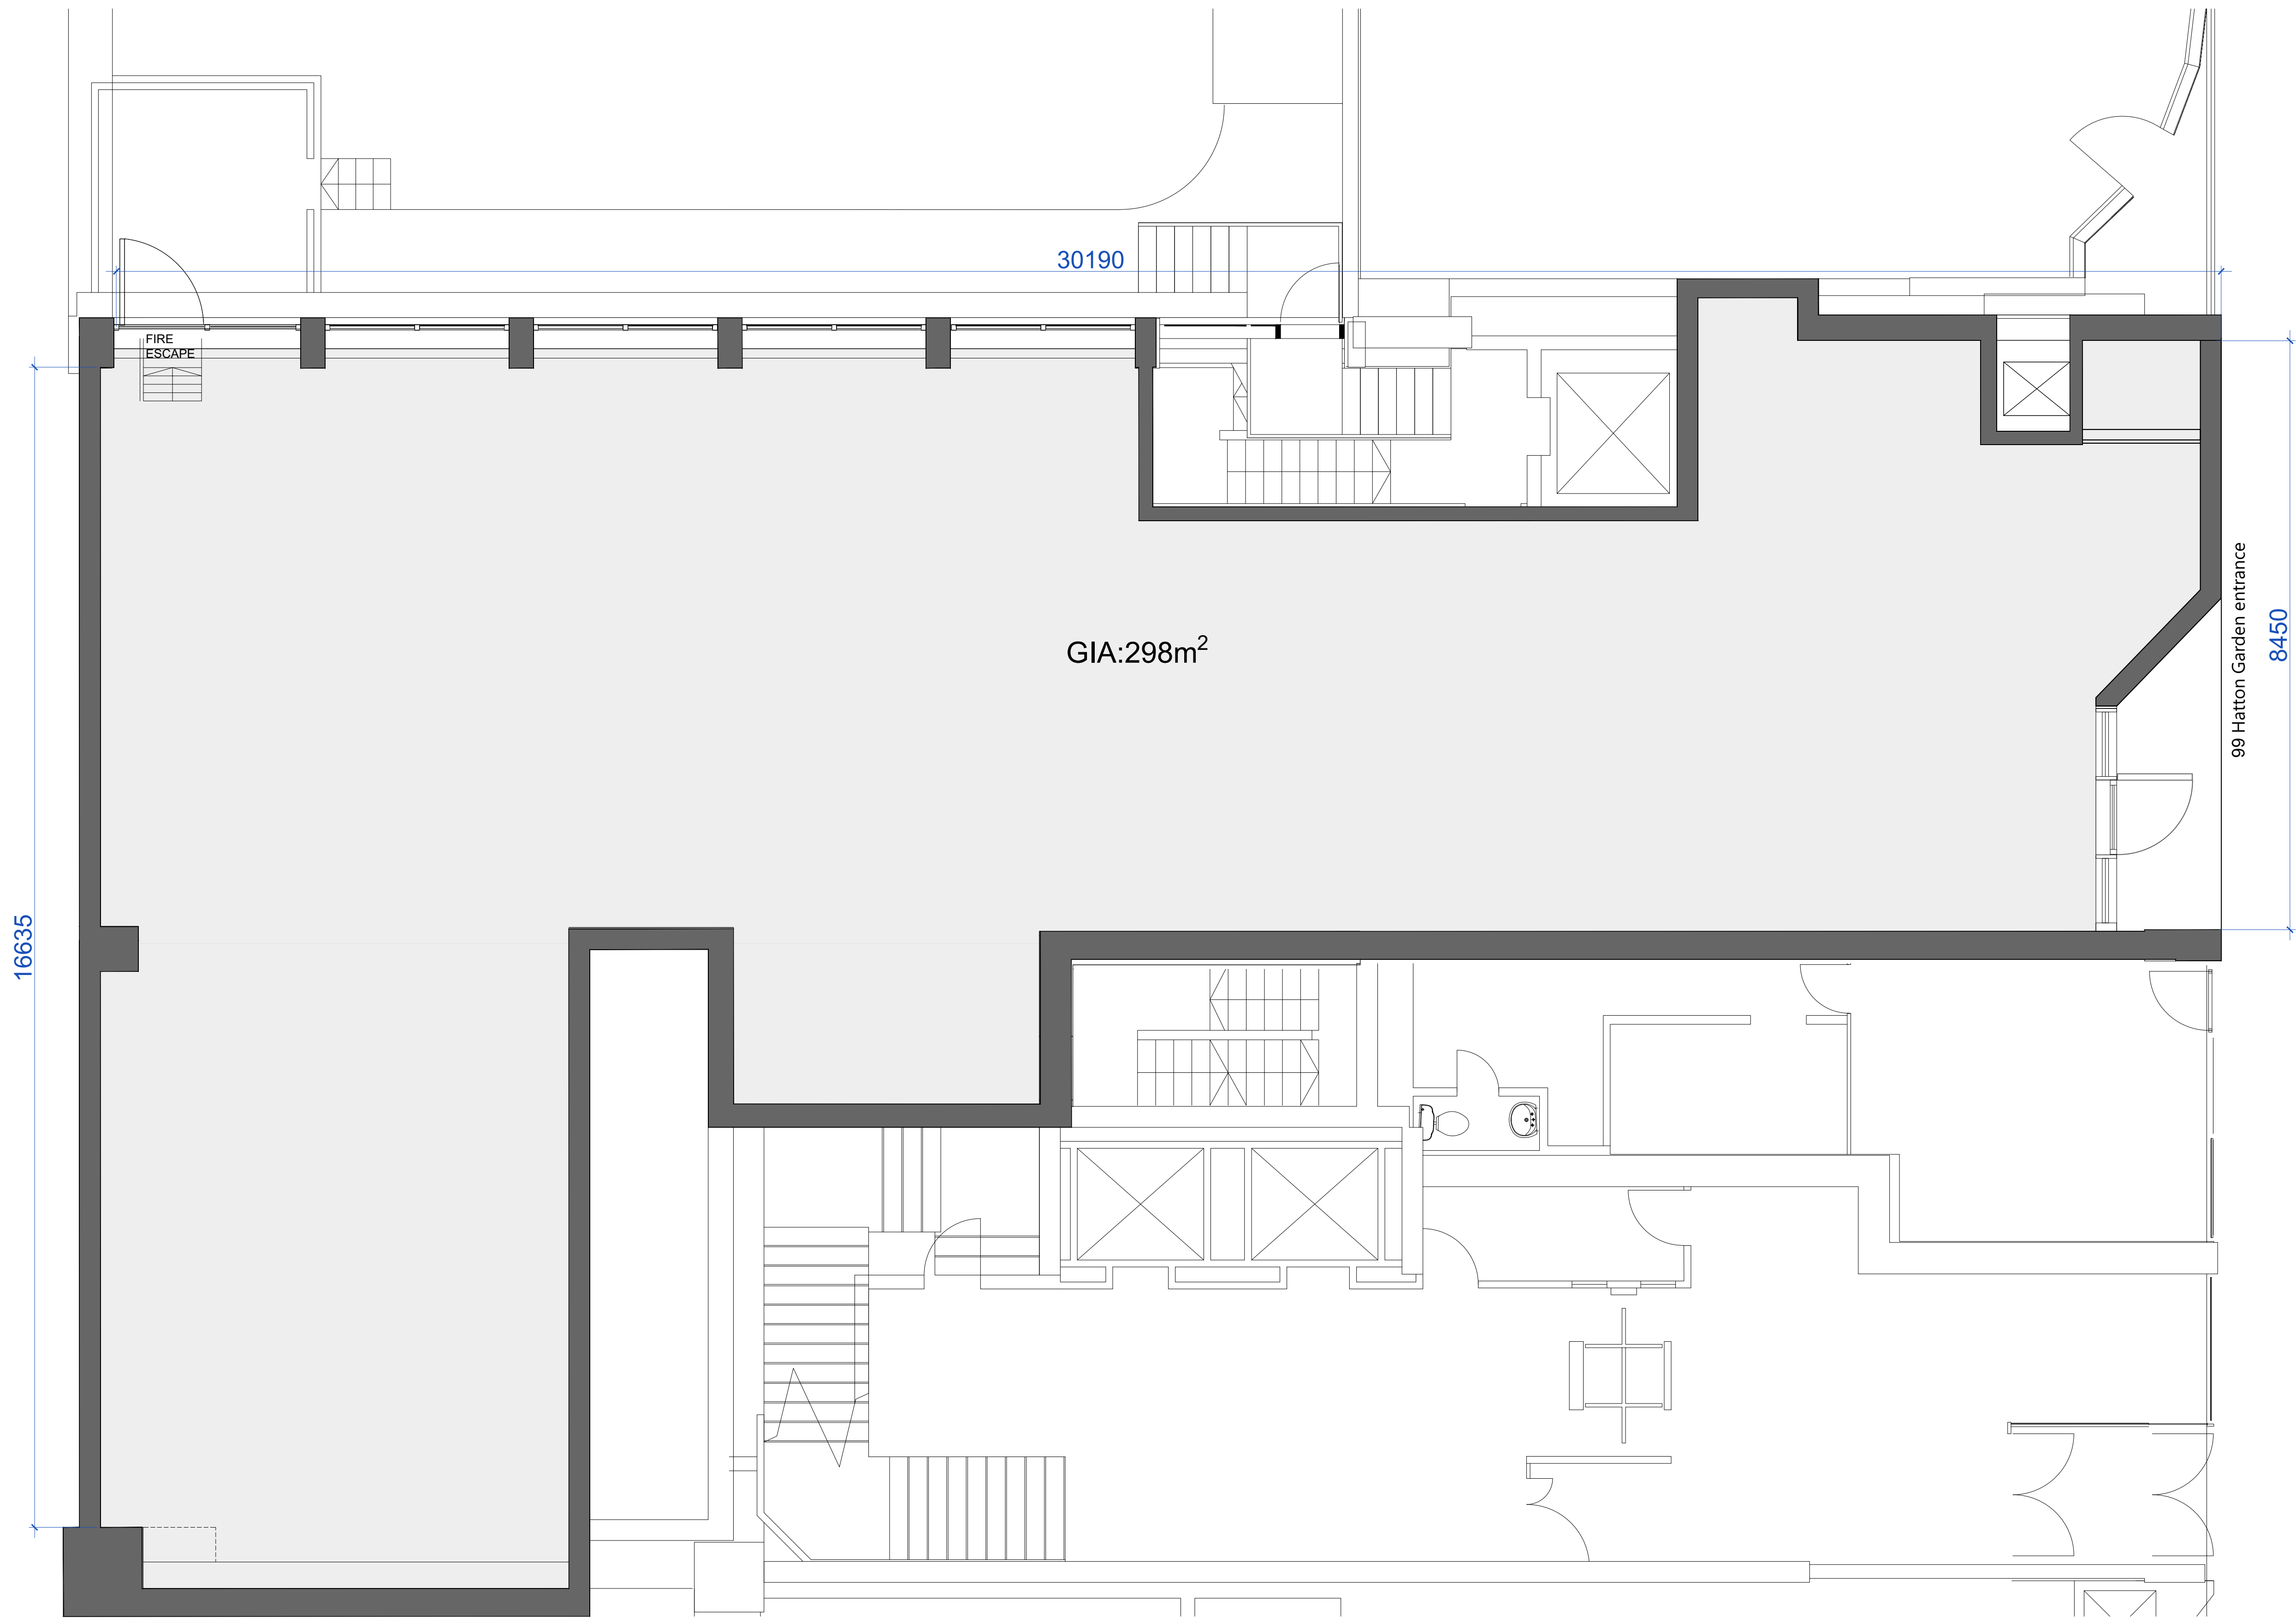 30190
FIRE
ESCAPE
99 Hatton Garden entrance
8450
GIA:298m²
16635